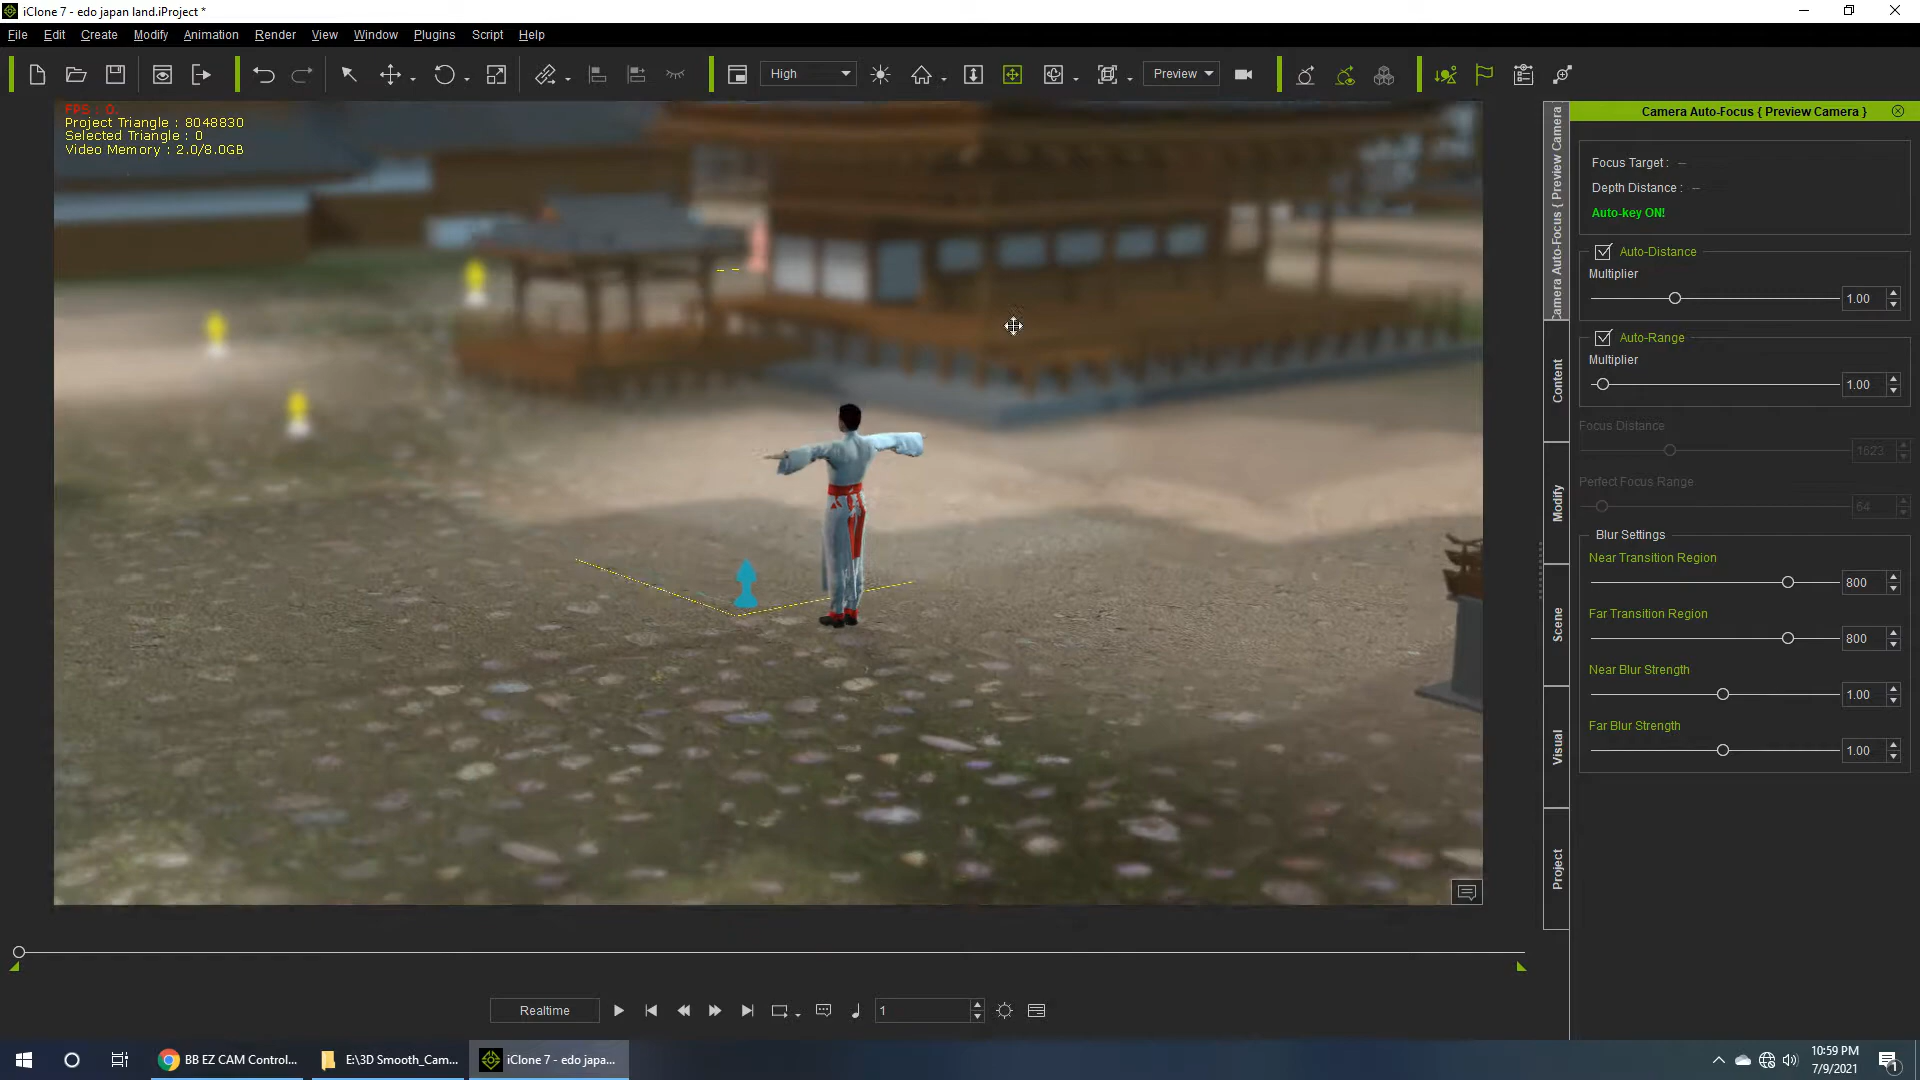 iClone 7 - edo japan land.iProject *
File Edit Create Modify Animation Render View Window Plugins Script Help
High
Preview
FPS : 0.
Project Triangle : 8048830
Selected Triangle : 0
Video Memory : 2.0/8.0GB
Camera Auto-Focus { Preview Camera }
Camera Auto-Focus { Preview Camera
Content
Modify
Scene
Visual
Project
Focus Target : --
Depth Distance : --
Auto-key ON!
Auto-Distance
Multiplier
1.00
Auto-Range
Multiplier
1.00
Focus Distance
1623
Perfect Focus Range
64
Blur Settings
Near Transition Region
800
Far Transition Region
800
Near Blur Strength
1.00
Far Blur Strength
1.00
Realtime
1
BB EZ CAM Control...
E:\3D Smooth_Cam...
iClone 7 - edo japa...
10:59 PM
7/9/2021
1